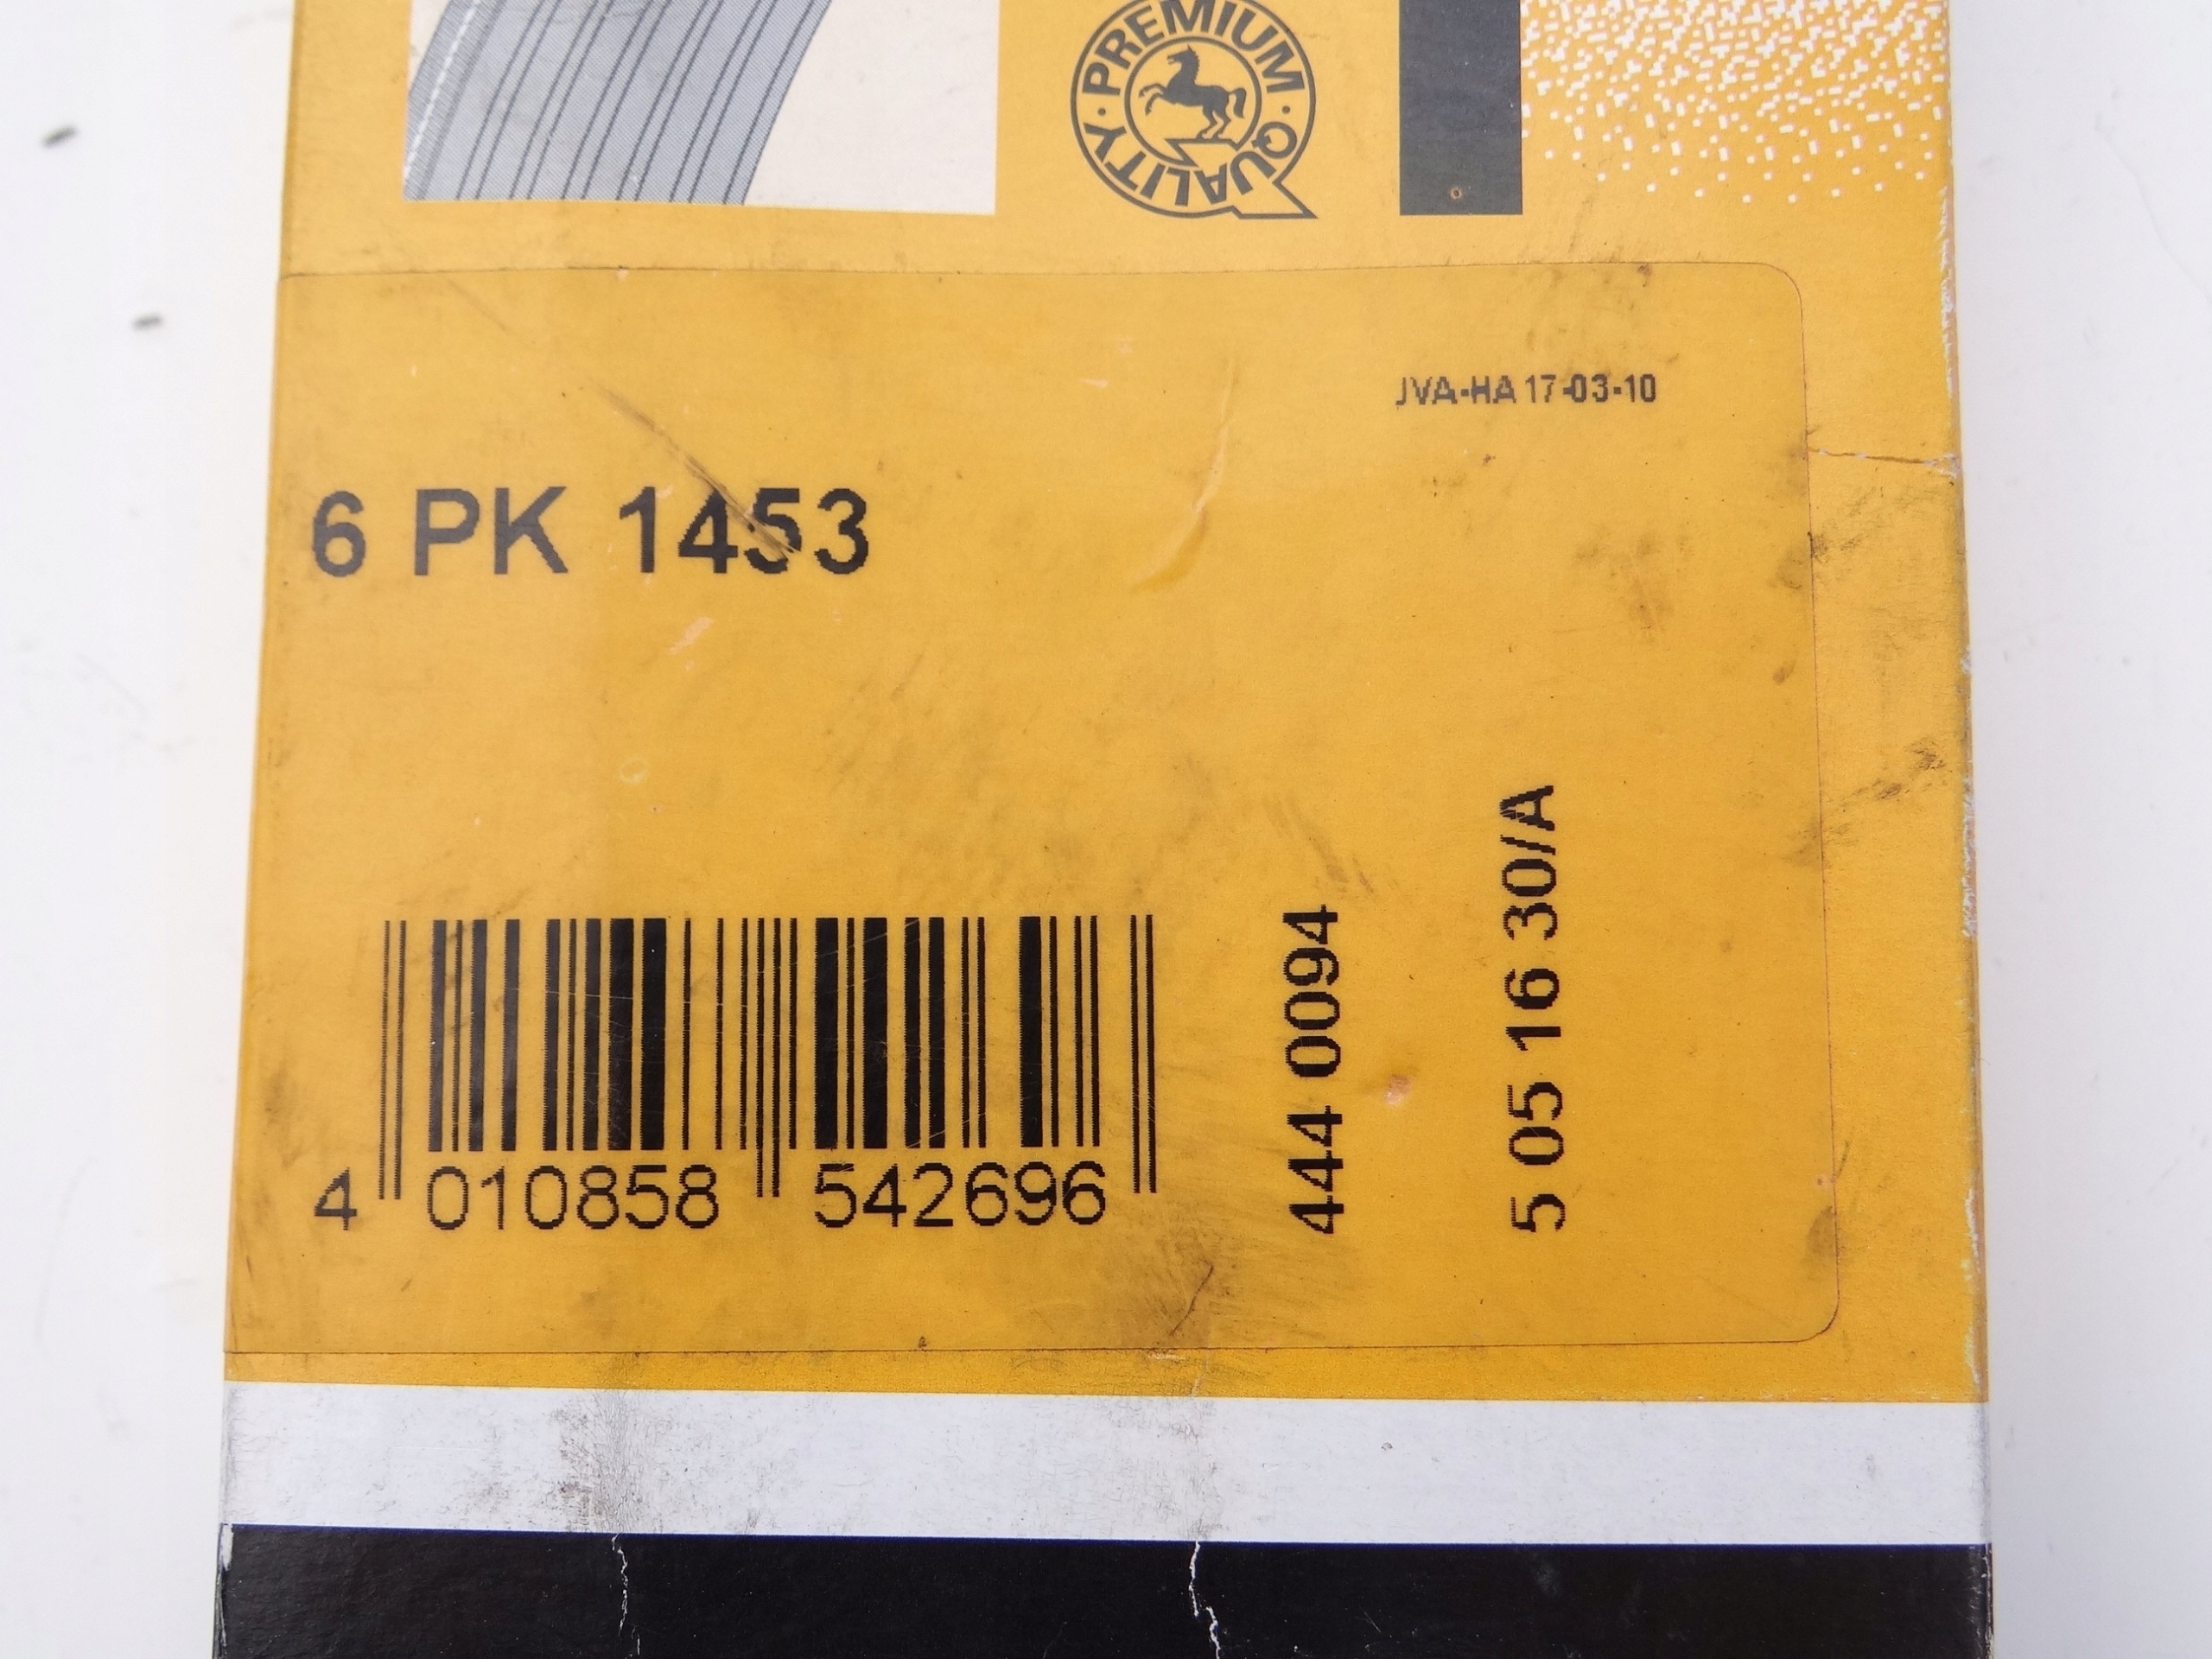 PREMIUM · QUALITY ·
JVA-HA 17-03-10
6 PK 1453
4 010858 542696
444 0094
5 05 16 30/A